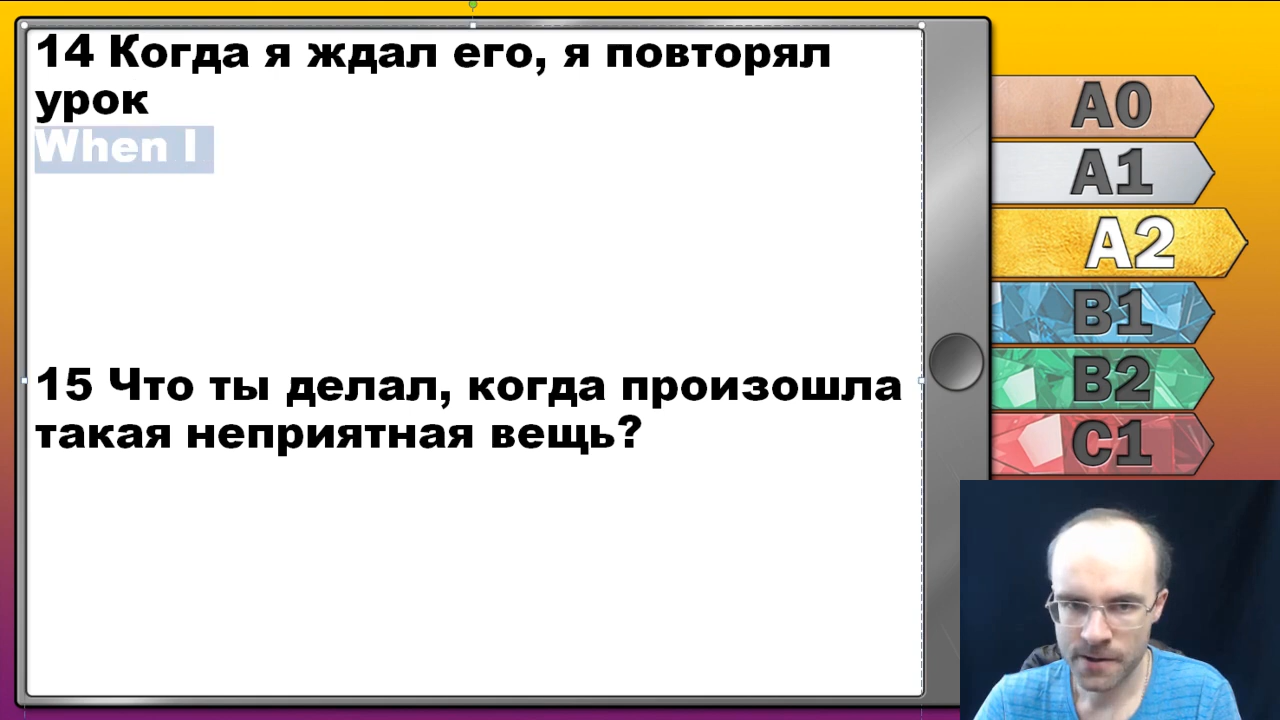 14 Когда я ждал его, я повторял
урок
When I
15 Что ты делал, когда произошла
такая неприятная вещь?
A0
A1
A2
B1
B2
C1